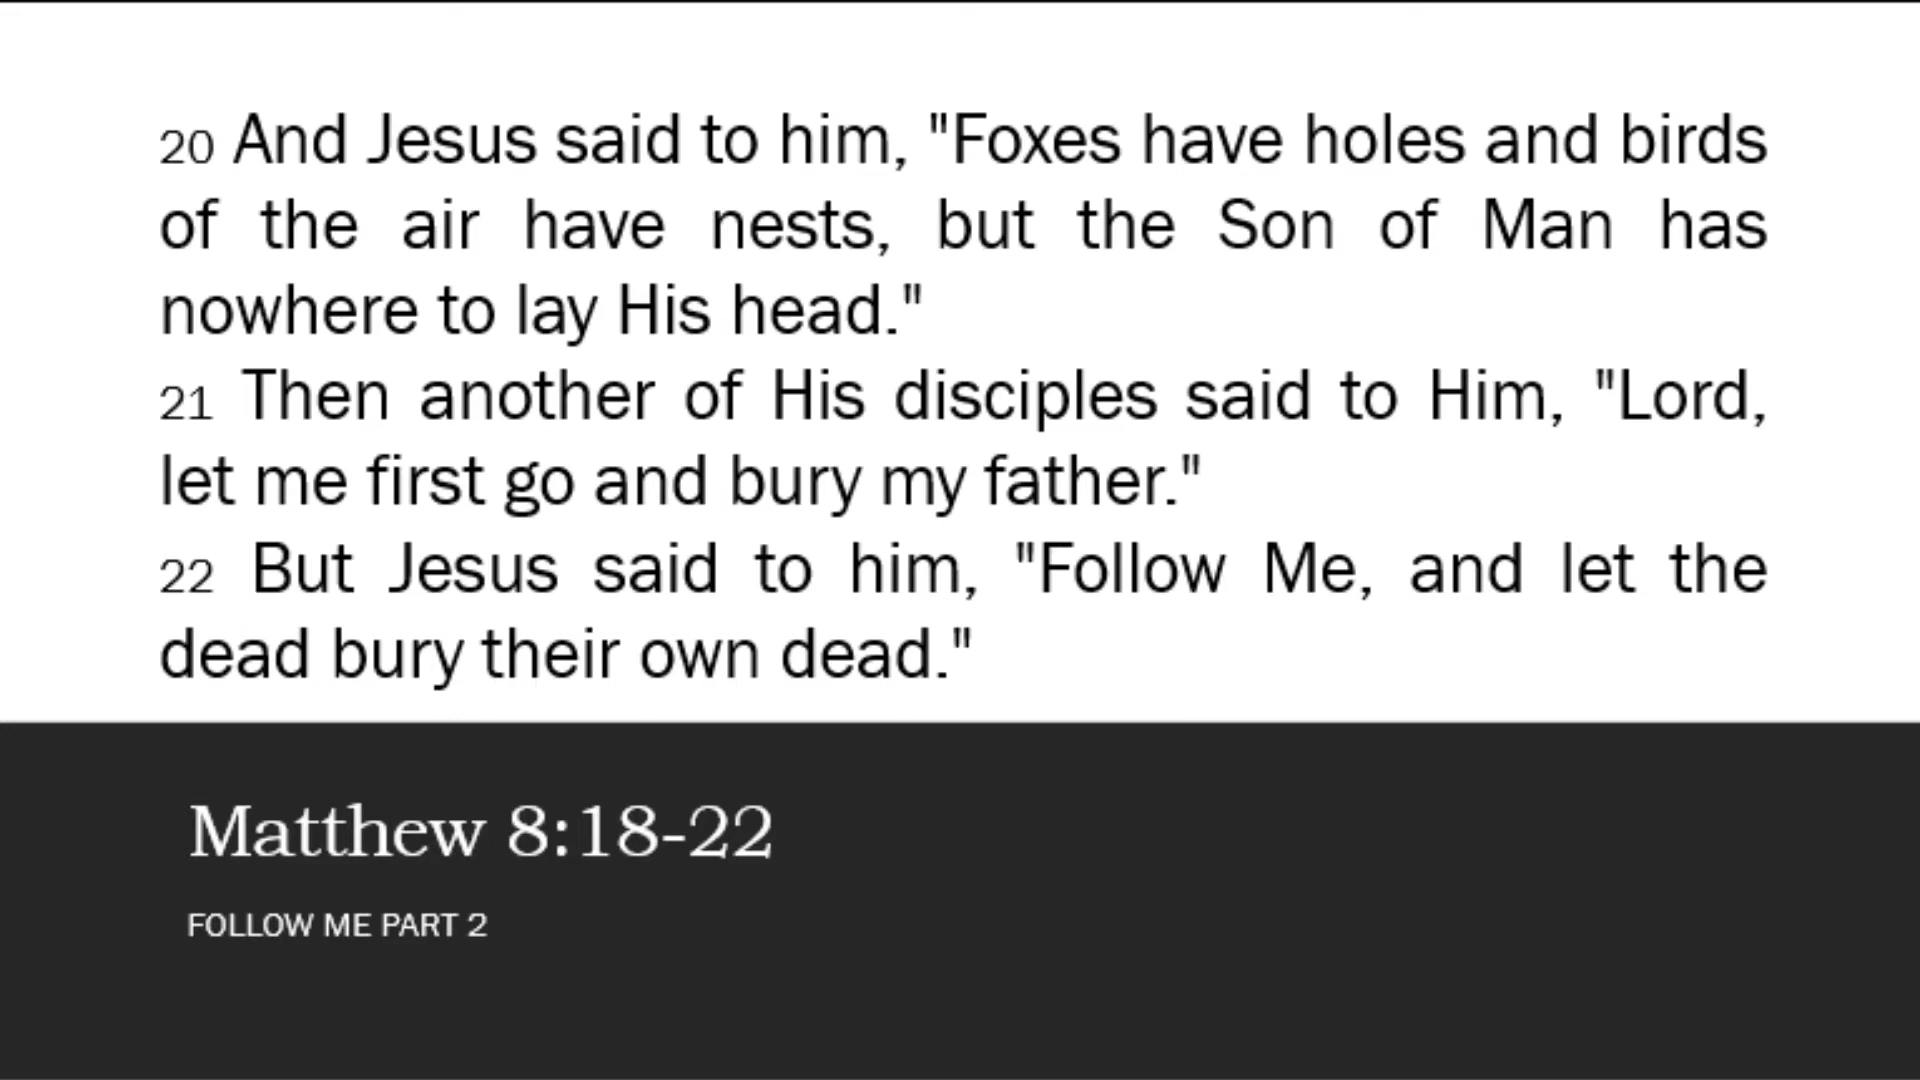 20 And Jesus said to him, "Foxes have holes and birds
of the air have nests, but the Son of Man has
nowhere to lay His head."
21 Then another of His disciples said to Him, "Lord,
let me first go and bury my father."
22 But Jesus said to him, "Follow Me, and let the
dead bury their own dead."
Matthew 8:18-22
FOLLOW ME PART 2